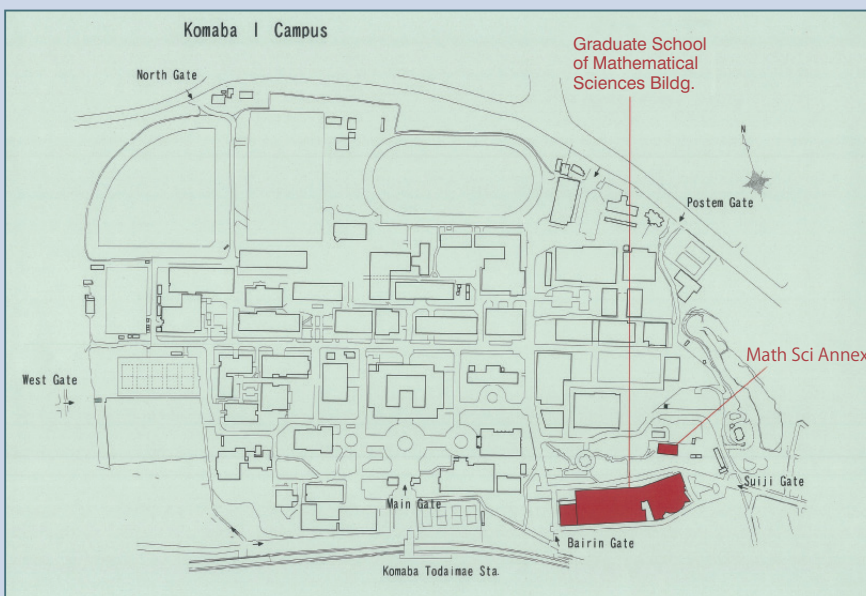 Komaba I Campus
Graduate School
of Mathematical
Sciences Bildg.
North Gate
N
Postem Gate
Math Sci Annex
West Gate
Suiji Gate
Main Gate
Bairin Gate
Komaba Todaimae Sta.